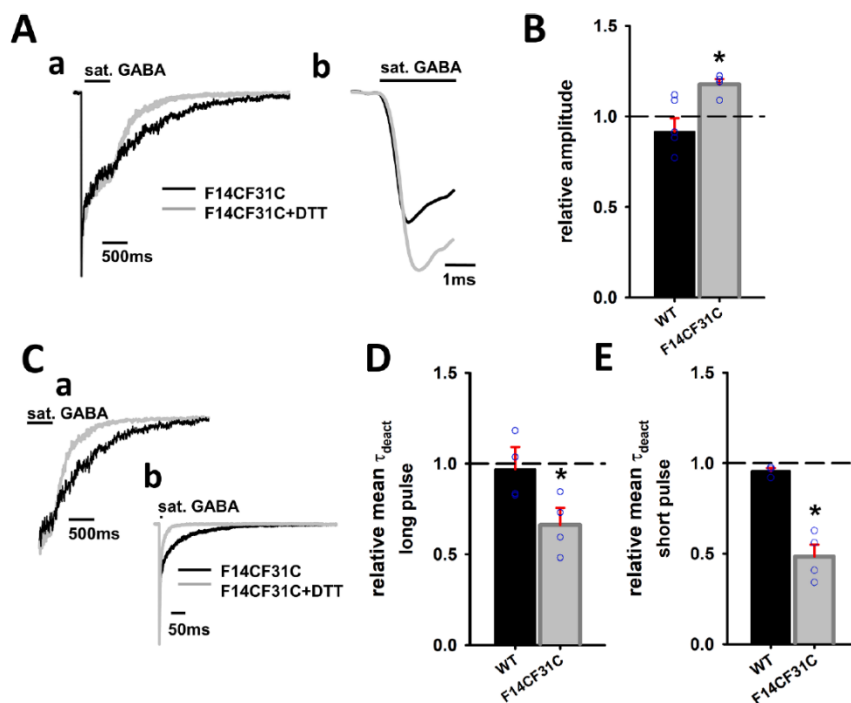 A
a
sat. GABA
F14CF31C
F14CF31C+DTT
500ms
b
sat. GABA
1ms
B
relative amplitude
1.5
1.0
0.5
0.0
*
WT
F14CF31C
C
a
sat. GABA
500ms
b
sat. GABA
F14CF31C
F14CF31C+DTT
50ms
D
relative mean τdeact
long pulse
1.5
1.0
0.5
0.0
*
WT
F14CF31C
E
relative mean τdeact
short pulse
1.5
1.0
0.5
0.0
*
WT
F14CF31C